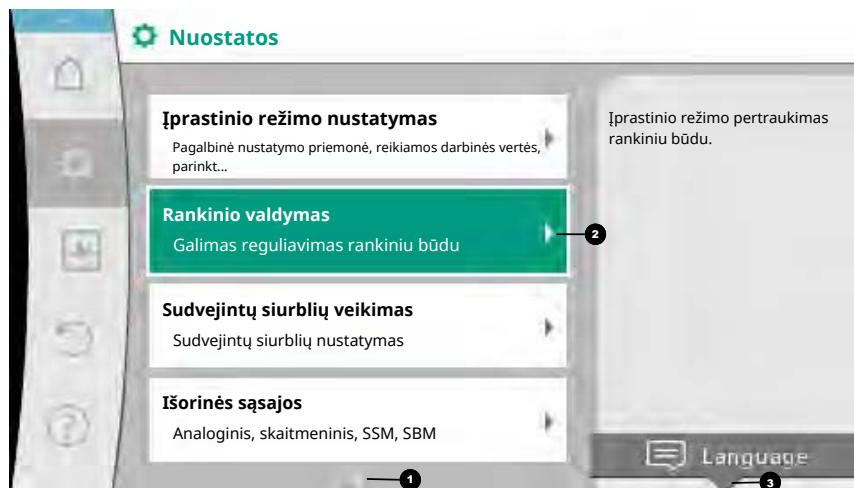 Nuostatos
Įprastinio režimo nustatymas
Pagalbinė nustatymo priemonė, reikiamos darbinės vertės,
parinkt...
Rankinio valdymas
Galimas reguliavimas rankiniu būdu
2
Sudvejintų siurblių veikimas
Sudvejintų siurblių nustatymas
Išorinės sąsajos
Analoginis, skaitmeninis, SSM, SBM
1
Įprastinio režimo pertraukimas
rankiniu būdu.
Language
3